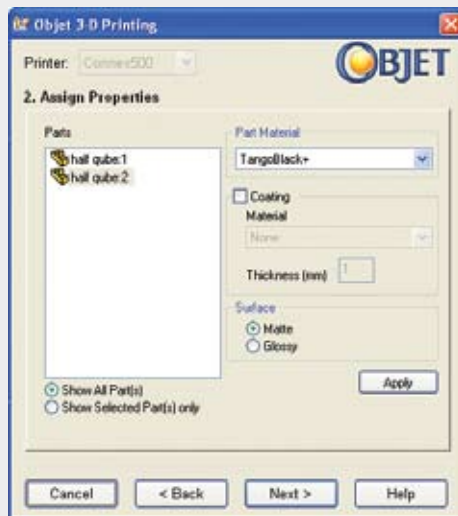 Objet 3-D Printing
Printer: Connex500
OBJET
2. Assign Properties
Parts
half qube:1
half qube:2
Show All Part(s)
Show Selected Part(s) only
Part Material
TangoBlack+
Coating
Material
None
Thickness (mm) 1
Surface
Matte
Glossy
Apply
Cancel
< Back
Next >
Help